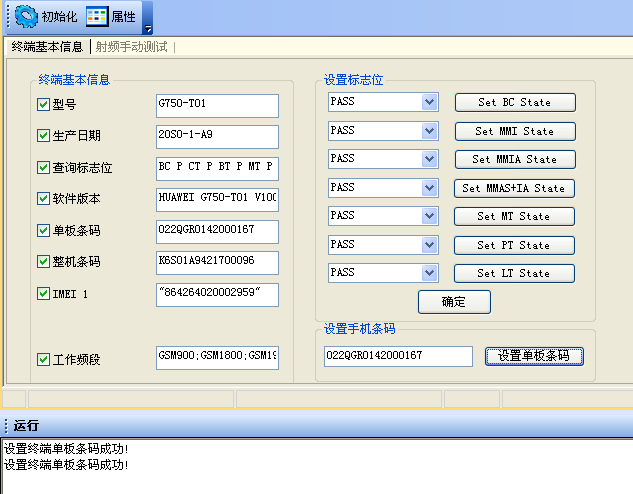 初始化 属性
终端基本信息 射频手动测试
终端基本信息
型号 G750-T01
生产日期 20S0-1-A9
查询标志位 BC P CT P BT P MT P
软件版本 HUAWEI G750-T01 V100
单板条码 022QGR0142000167
整机条码 K6S01A9421700096
IMEI 1 "864264020002959"
工作频段 GSM900;GSM1800;GSM19
设置标志位
PASS Set BC State
PASS Set MMI State
PASS Set MMIA State
PASS Set MMAS+IA State
PASS Set MT State
PASS Set PT State
PASS Set LT State
确定
设置手机条码
022QGR0142000167 设置单板条码
运行
设置终端单板条码成功!
设置终端单板条码成功!